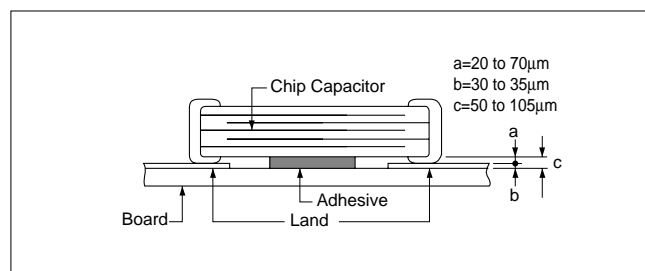 a=20 to 70μm
b=30 to 35μm
c=50 to 105μm
Chip Capacitor
a
c
b
Adhesive
Board
Land